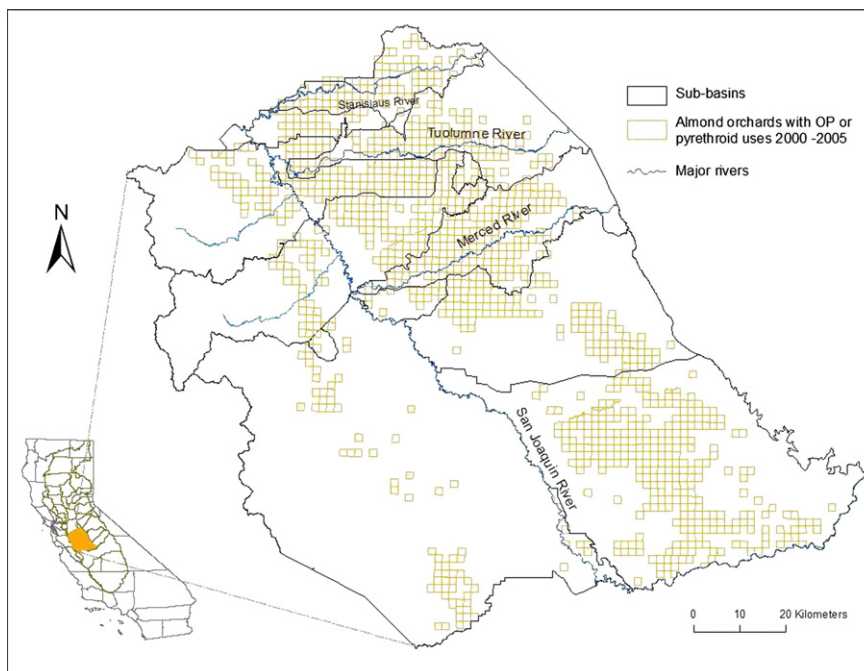 Sub-basins
Almond orchards with OP or
pyrethroid uses 2000 -2005
Major rivers
Stanislaus River
Tuolumne River
Merced River
San Joaquin River
N
0 10 20 Kilometers